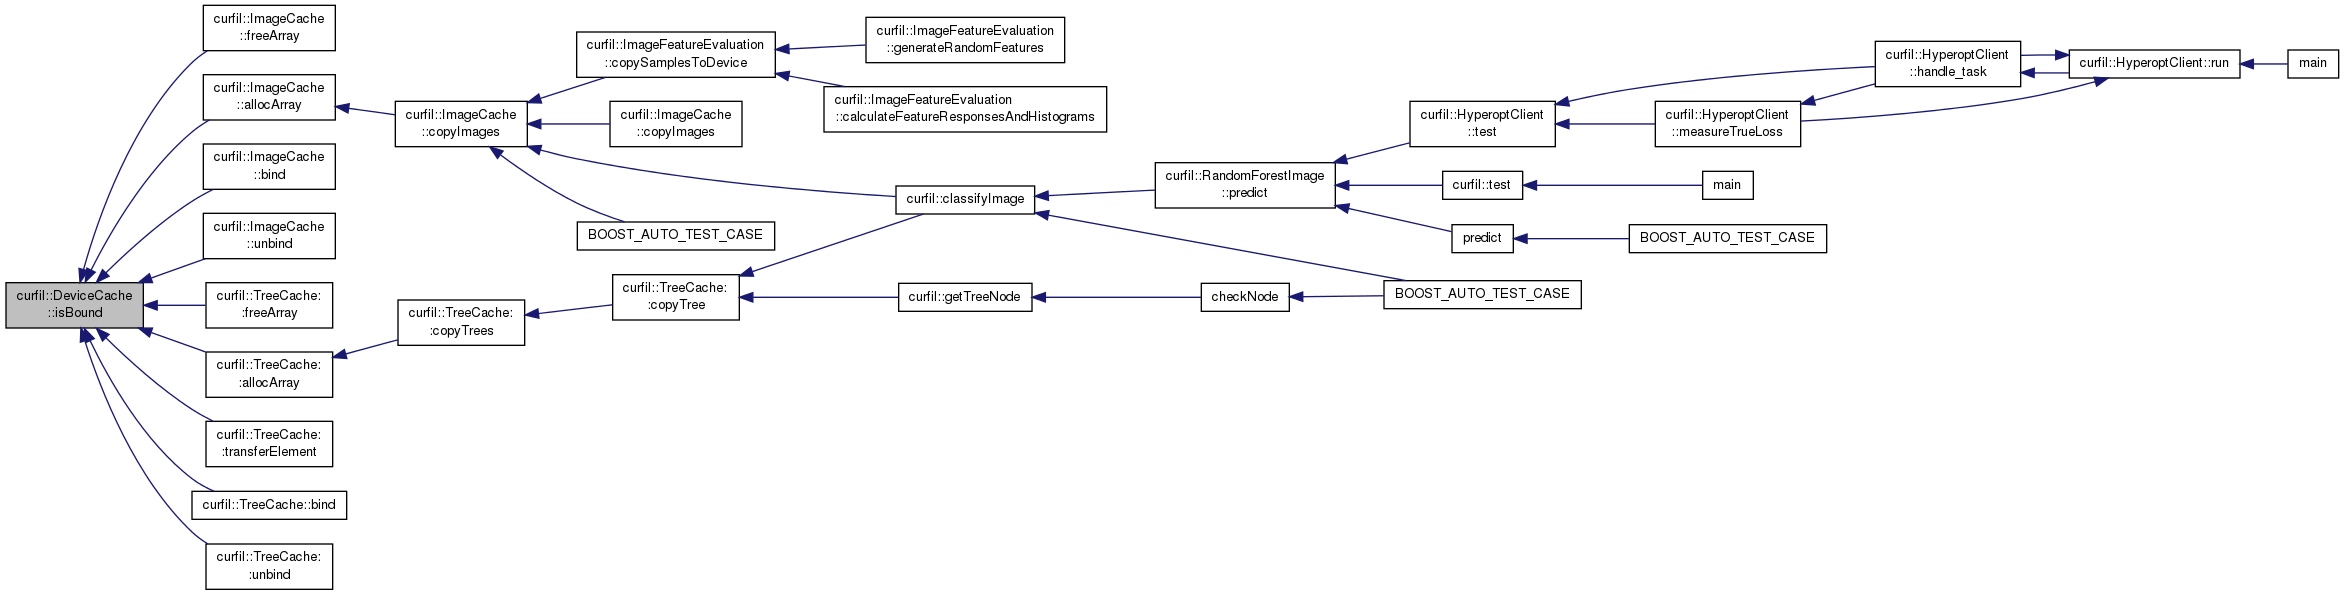 curfil::DeviceCache
::isBound
curfil::ImageCache
::freeArray
curfil::ImageCache
::allocArray
curfil::ImageCache
::bind
curfil::ImageCache
::unbind
curfil::TreeCache:
:freeArray
curfil::TreeCache:
:allocArray
curfil::TreeCache:
:transferElement
curfil::TreeCache::bind
curfil::TreeCache:
:unbind
curfil::ImageCache
::copyImages
curfil::TreeCache:
:copyTrees
curfil::ImageFeatureEvaluation
::copySamplesToDevice
curfil::ImageCache
::copyImages
BOOST_AUTO_TEST_CASE
curfil::TreeCache:
:copyTree
curfil::ImageFeatureEvaluation
::generateRandomFeatures
curfil::ImageFeatureEvaluation
::calculateFeatureResponsesAndHistograms
curfil::classifyImage
curfil::getTreeNode
curfil::RandomForestImage
::predict
checkNode
curfil::HyperoptClient
::test
curfil::test
predict
BOOST_AUTO_TEST_CASE
curfil::HyperoptClient
::measureTrueLoss
main
BOOST_AUTO_TEST_CASE
curfil::HyperoptClient
::handle_task
curfil::HyperoptClient::run
main